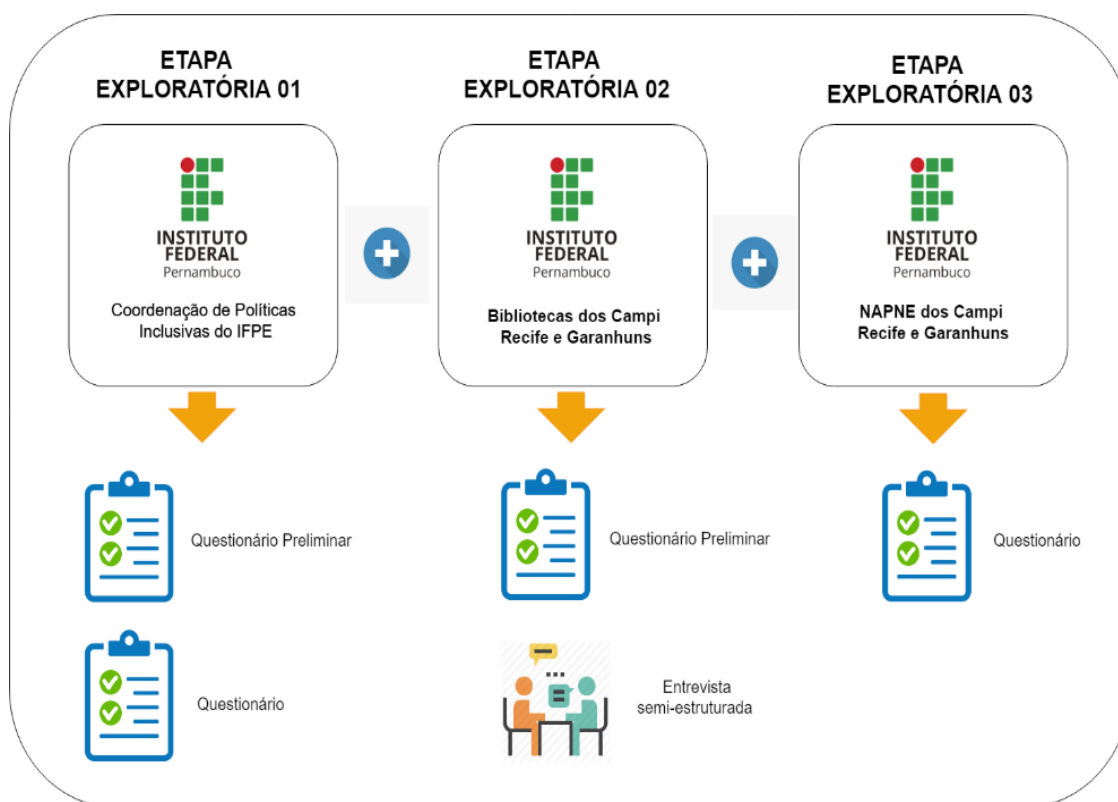 ETAPA
EXPLORATÓRIA 01
INSTITUTO
FEDERAL
Pernambuco
Coordenação de Políticas
Inclusivas do IFPE
Questionário Preliminar
Questionário
ETAPA
EXPLORATÓRIA 02
INSTITUTO
FEDERAL
Pernambuco
Bibliotecas dos Campi
Recife e Garanhuns
Questionário Preliminar
Entrevista
semi-estruturada
ETAPA
EXPLORATÓRIA 03
INSTITUTO
FEDERAL
Pernambuco
NAPNE dos Campi
Recife e Garanhuns
Questionário